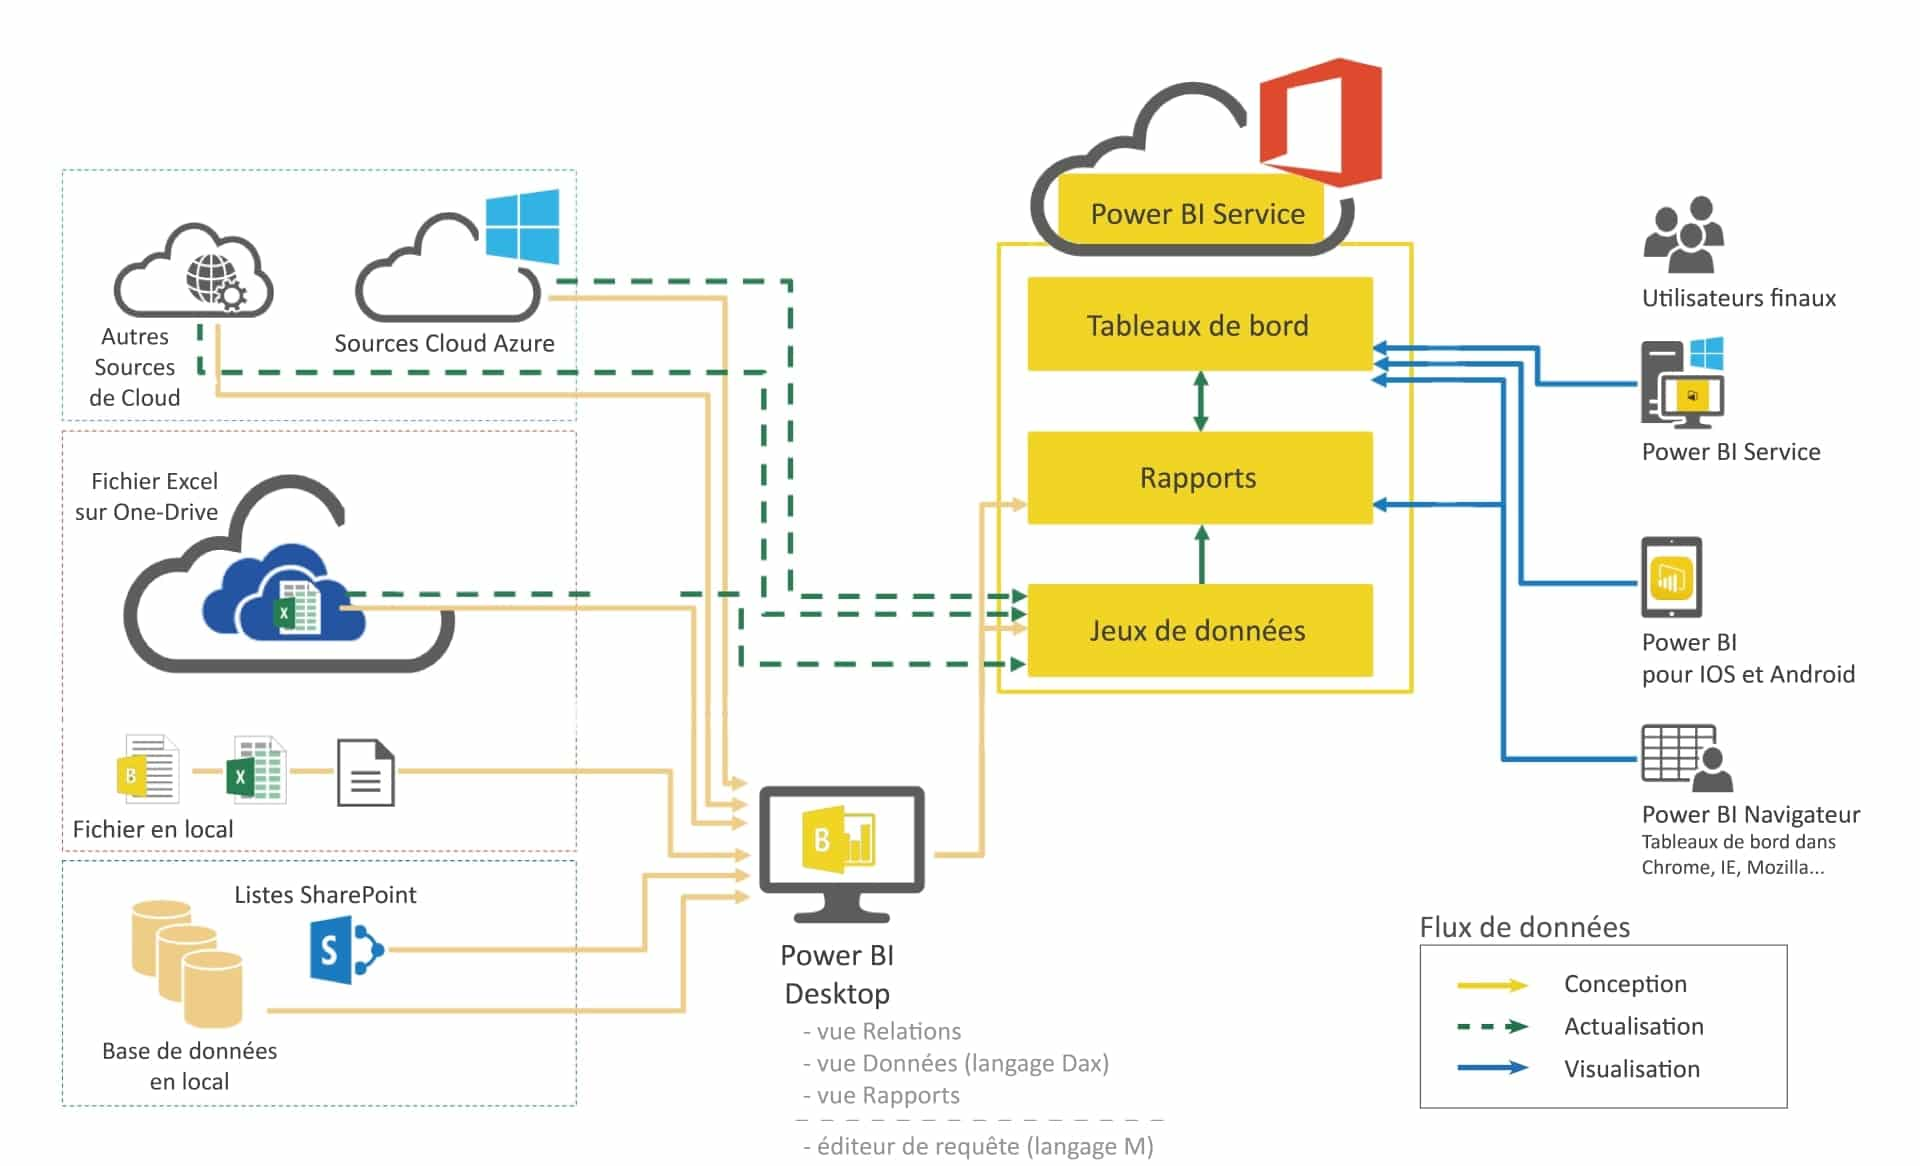 Power BI Service
Tableaux de bord
Rapports
Jeux de données
Autres
Sources
de Cloud
Sources Cloud Azure
Fichier Excel
sur One-Drive
X
B
X
Fichier en local
Listes SharePoint
S
Base de données
en local
B
Power BI
Desktop
- vue Relations
- vue Données (langage Dax)
- vue Rapports
- éditeur de requête (langage M)
Utilisateurs finaux
Power BI Service
Power BI
pour IOS et Android
Power BI Navigateur
Tableaux de bord dans
Chrome, IE, Mozilla...
Flux de données
Conception
Actualisation
Visualisation